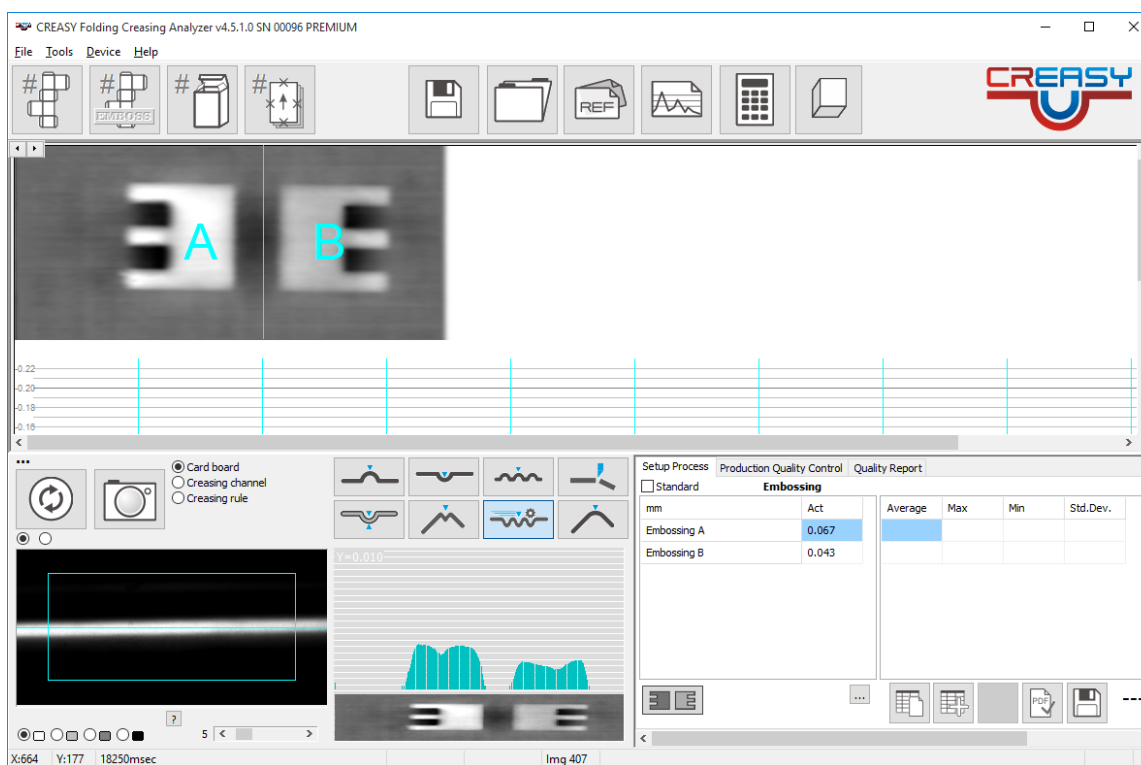 CREASY Folding Creasing Analyzer v4.5.1.0 SN 00096 PREMIUM
File Tools Device Help
# # # #
EMBOSS
REF
CREASY
A B
-0.22
-0.20
-0.18
-0.16
Card board
Creasing channel
Creasing rule
Y=0.010
?
5
Setup Process Production Quality Control Quality Report
Standard Embossing
mm Act Average Max Min Std.Dev.
Embossing A 0.067
Embossing B 0.043
...
PDF
---
X:664 Y:177 18250msec Img 407